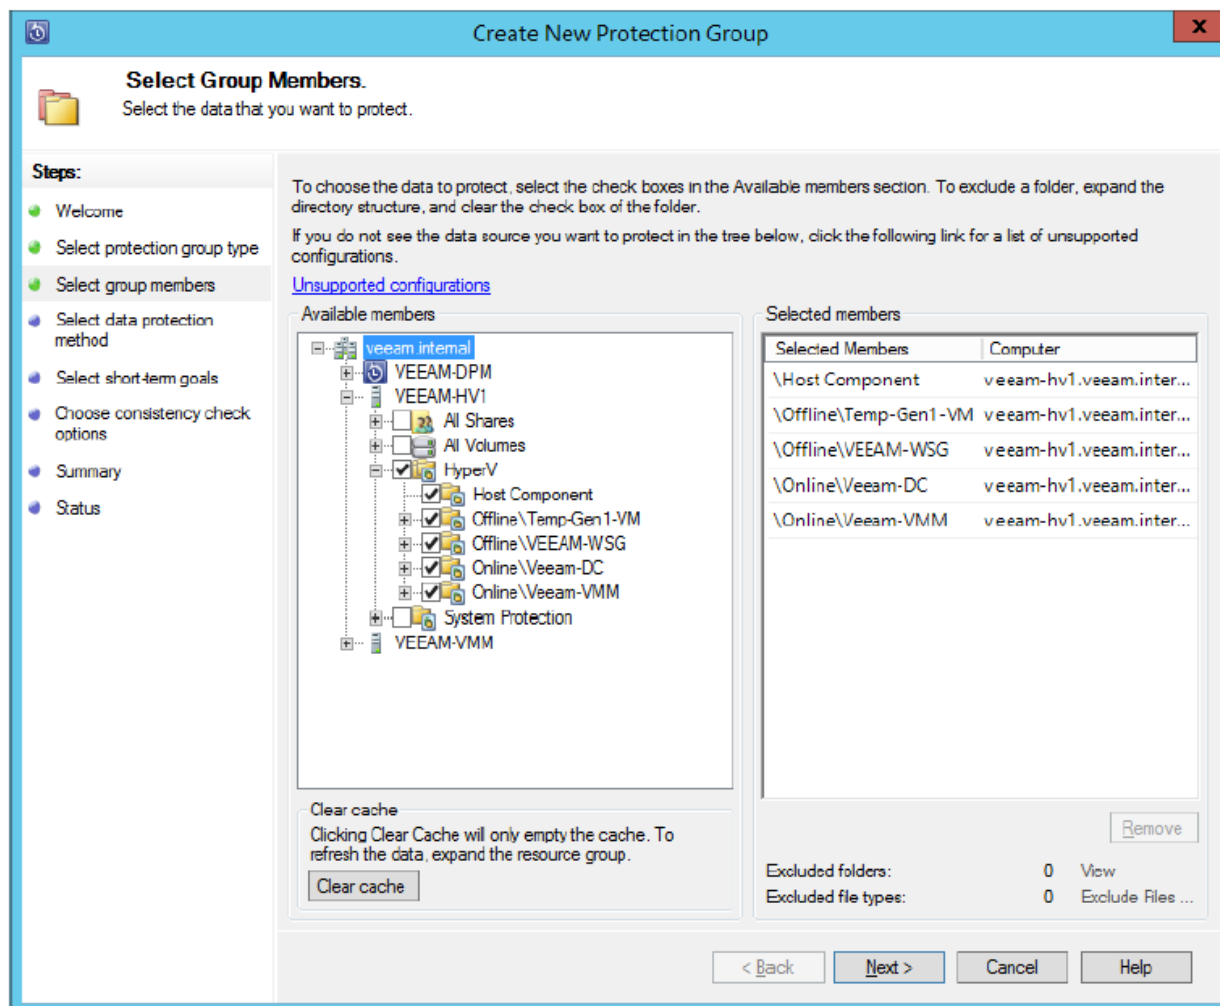 Create New Protection Group
x
Select Group Members.
Select the data that you want to protect.
Steps:
Welcome
Select protection group type
Select group members
Select data protection
method
Select short-term goals
Choose consistency check
options
Summary
Status
To choose the data to protect, select the check boxes in the Available members section. To exclude a folder, expand the
directory structure, and clear the check box of the folder.
If you do not see the data source you want to protect in the tree below, click the following link for a list of unsupported
configurations.
Unsupported configurations
Available members
veeam.internal
VEEAM-DPM
VEEAM-HV1
All Shares
All Volumes
HyperV
Host Component
Offline\Temp-Gen1-VM
Offline\VEEAM-WSG
Online\Veeam-DC
Online\Veeam-VMM
System Protection
VEEAM-VMM
Clear cache
Clicking Clear Cache will only empty the cache. To
refresh the data, expand the resource group.
Clear cache
Selected members
Selected Members Computer
\Host Component veeam-hv1.veeam.inter...
\Offline\Temp-Gen1-VM veeam-hv1.veeam.inter...
\Offline\VEEAM-WSG veeam-hv1.veeam.inter...
\Online\Veeam-DC veeam-hv1.veeam.inter...
\Online\Veeam-VMM veeam-hv1.veeam.inter...
Remove
Excluded folders: 0 View
Excluded file types: 0 Exclude Files ...
< Back Next > Cancel Help